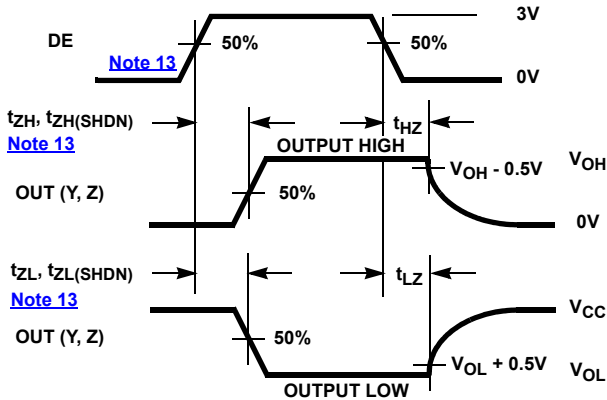 3V
DE
50%
50%
Note 13
0V
tZH, tZH(SHDN)
Note 13
tHZ
OUTPUT HIGH
VOH - 0.5V
VOH
OUT (Y, Z)
50%
0V
tZL, tZL(SHDN)
Note 13
tLZ
VCC
OUT (Y, Z)
50%
VOL + 0.5V
VOL
OUTPUT LOW